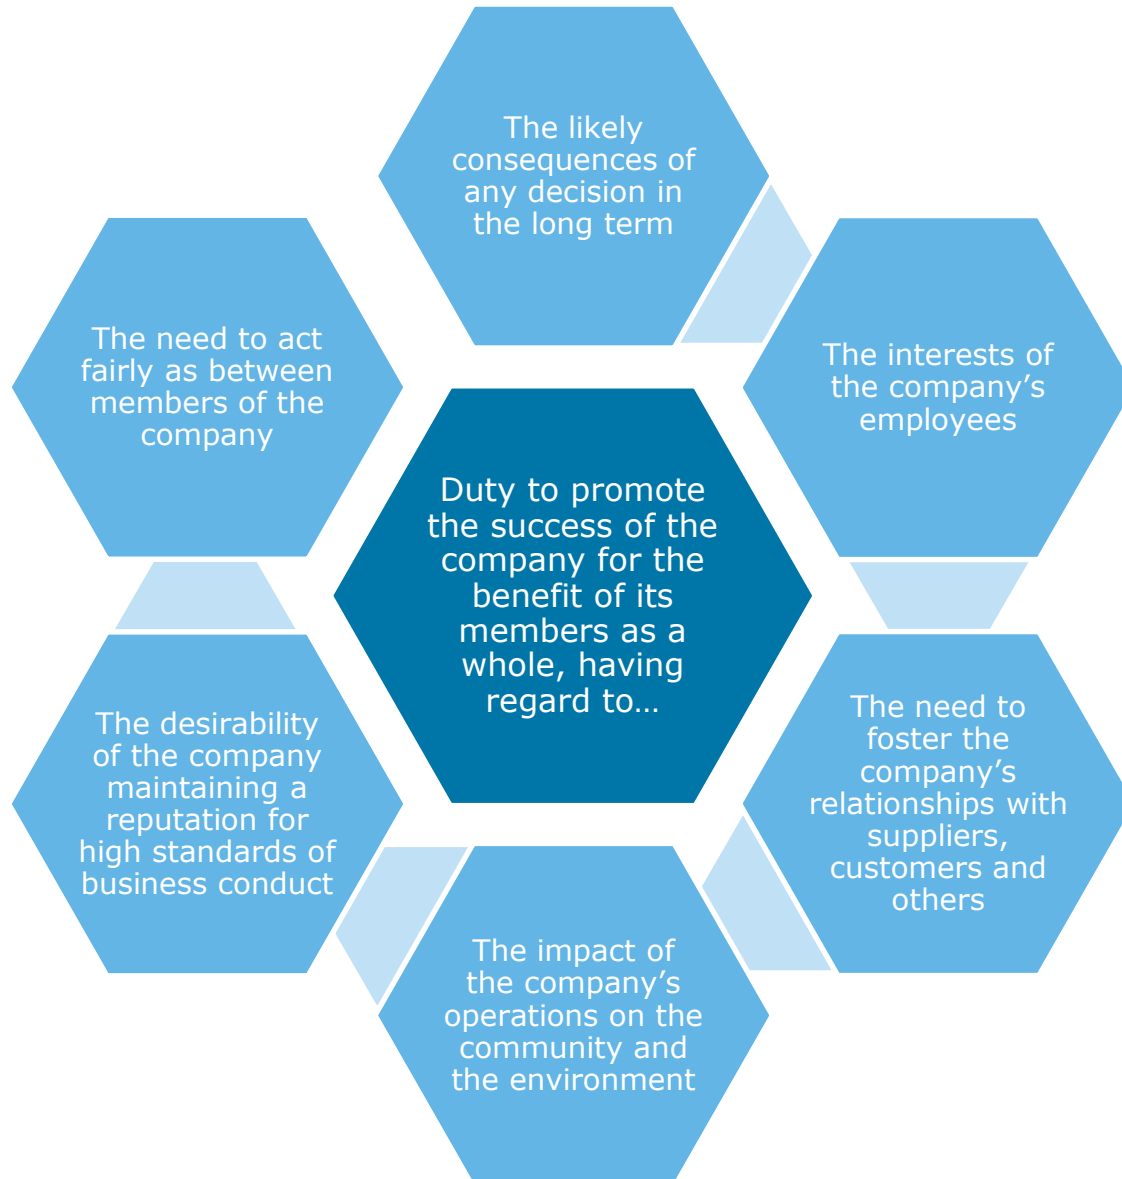 The likely
consequences of
any decision in
the long term
The interests of
the company’s
employees
The need to
foster the
company’s
relationships with
suppliers,
customers and
others
The impact of
the company’s
operations on the
community and
the environment
The desirability
of the company
maintaining a
reputation for
high standards of
business conduct
The need to act
fairly as between
members of the
company
Duty to promote
the success of the
company for the
benefit of its
members as a
whole, having
regard to…